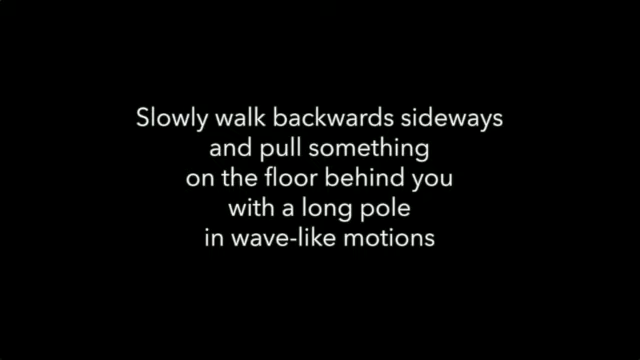 Slowly walk backwards sideways
and pull something
on the floor behind you
with a long pole
in wave-like motions